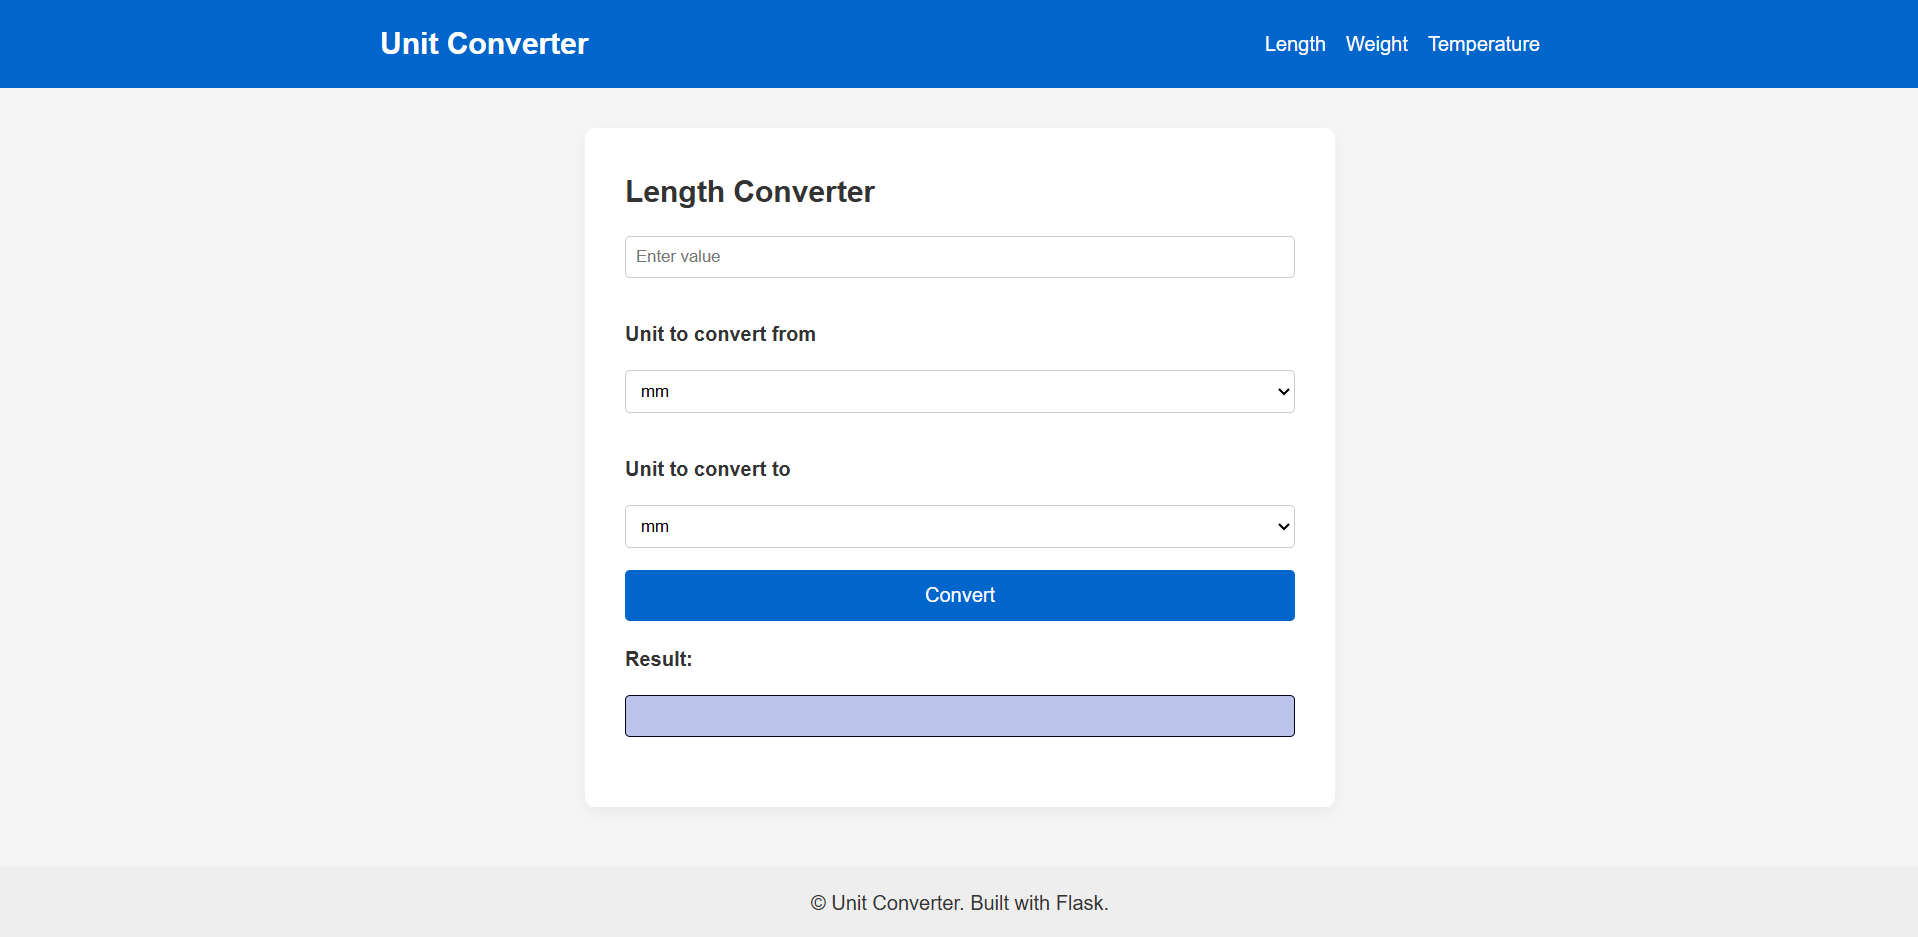 Unit Converter
Length Weight Temperature
Length Converter
Enter value
Unit to convert from
mm
Unit to convert to
mm
Convert
Result:
© Unit Converter. Built with Flask.